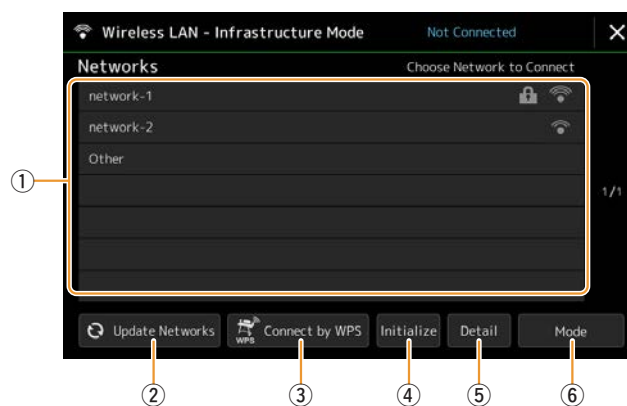 Wireless LAN - Infrastructure Mode Not Connected
Networks Choose Network to Connect
network-1
network-2
Other
①
1/1
Update Networks WPS Connect by WPS Initialize Detail Mode
② ③ ④ ⑤ ⑥